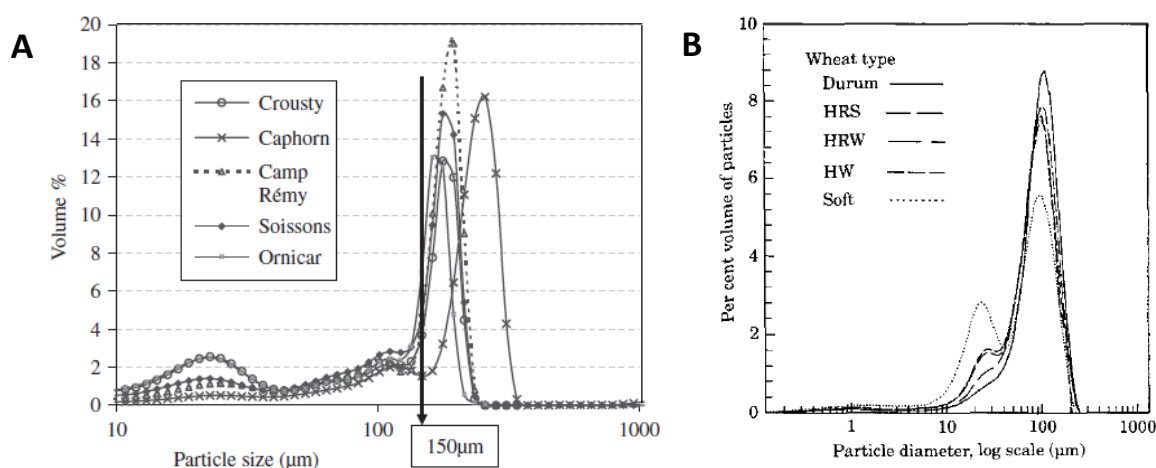 A
20
18
16
14
12
10
8
6
4
2
0
Volume %
Crousty
Caphorn
Camp
Rémy
Soissons
Ornicar
10
100
1000
150µm
Particle size (µm)
B
10
8
6
4
2
0
Per cent volume of particles
Wheat type
Durum
HRS
HRW
HW
Soft
1
10
100
1000
Particle diameter, log scale (µm)